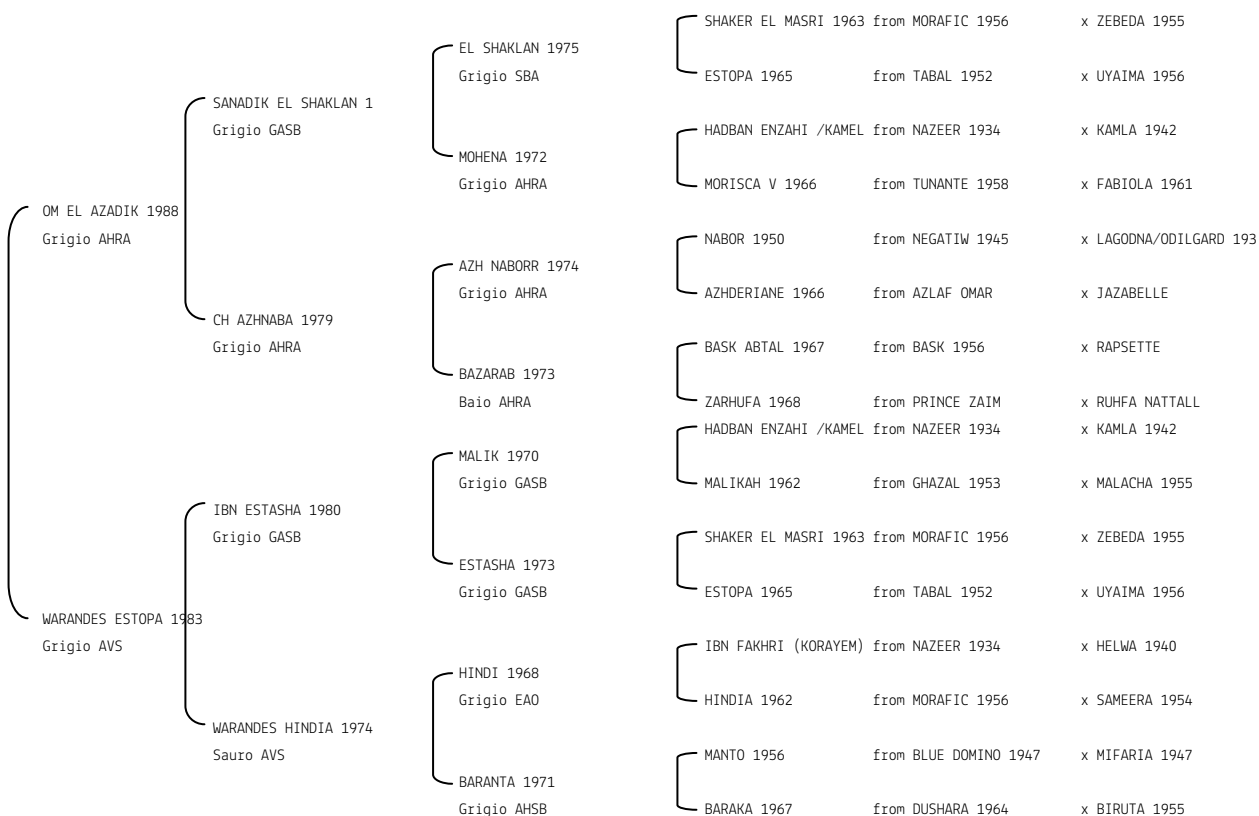 SHAKER EL MASRI 1963 from MORAFIC 1956 x ZEBEDA 1955
EL SHAKLAN 1975
Grigio SBA
ESTOPA 1965 from TABAL 1952 x UYAIMA 1956
SANADIK EL SHAKLAN 1
Grigio GASB
HADBAN ENZAHI /KAMEL from NAZEER 1934 x KAMLA 1942
MOHENA 1972
Grigio AHRA
MORISCA V 1966 from TUNANTE 1958 x FABIOLA 1961
OM EL AZADIK 1988
Grigio AHRA
NABOR 1950 from NEGATIW 1945 x LAGODNA/ODILGARD 193
AZH NABORR 1974
Grigio AHRA
AZHDERIANE 1966 from AZLAF OMAR x JAZABELLE
CH AZHNABA 1979
Grigio AHRA
BASK ABTAL 1967 from BASK 1956 x RAPSETTE
BAZARAB 1973
Baio AHRA
ZARHUFA 1968 from PRINCE ZAIM x RUHFA NATTALL
HADBAN ENZAHI /KAMEL from NAZEER 1934 x KAMLA 1942
MALIK 1970
Grigio GASB
MALIKAH 1962 from GHAZAL 1953 x MALACHA 1955
IBN ESTASHA 1980
Grigio GASB
SHAKER EL MASRI 1963 from MORAFIC 1956 x ZEBEDA 1955
ESTASHA 1973
Grigio GASB
ESTOPA 1965 from TABAL 1952 x UYAIMA 1956
WARANDES ESTOPA 1983
Grigio AVS
IBN FAKHRI (KORAYEM) from NAZEER 1934 x HELWA 1940
HINDI 1968
Grigio EAO
HINDIA 1962 from MORAFIC 1956 x SAMEERA 1954
WARANDES HINDIA 1974
Sauro AVS
MANTO 1956 from BLUE DOMINO 1947 x MIFARIA 1947
BARANTA 1971
Grigio AHSB
BARAKA 1967 from DUSHARA 1964 x BIRUTA 1955